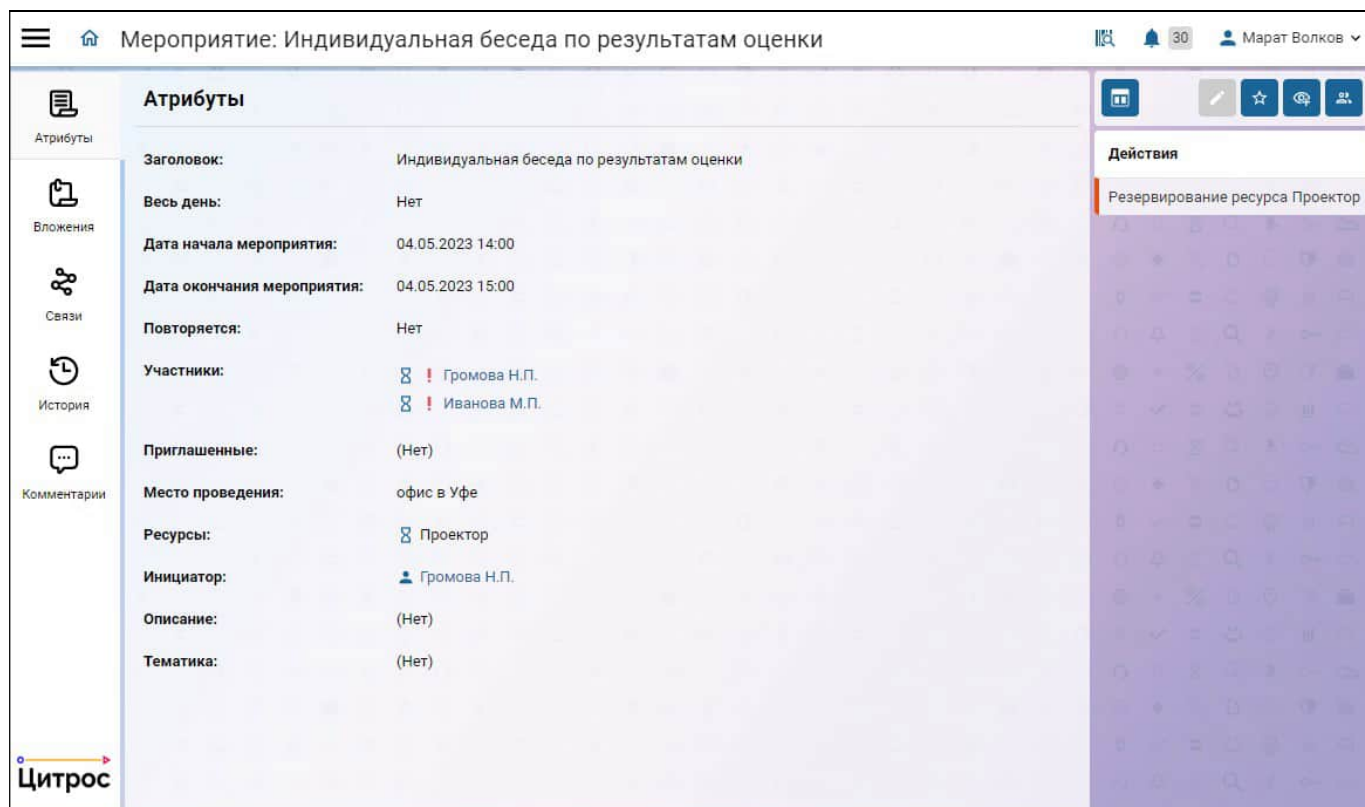 Мероприятие: Индивидуальная беседа по результатам оценки
30
Марат Волков
Атрибуты
Вложения
Связи
История
Комментарии
Цитрос
Атрибуты
Заголовок: Индивидуальная беседа по результатам оценки
Весь день: Нет
Дата начала мероприятия: 04.05.2023 14:00
Дата окончания мероприятия: 04.05.2023 15:00
Повторяется: Нет
Участники: ! Громова Н.П.
! Иванова М.П.
Приглашенные: (Нет)
Место проведения: офис в Уфе
Ресурсы: Проектор
Инициатор: Громова Н.П.
Описание: (Нет)
Тематика: (Нет)
Действия
Резервирование ресурса Проектор